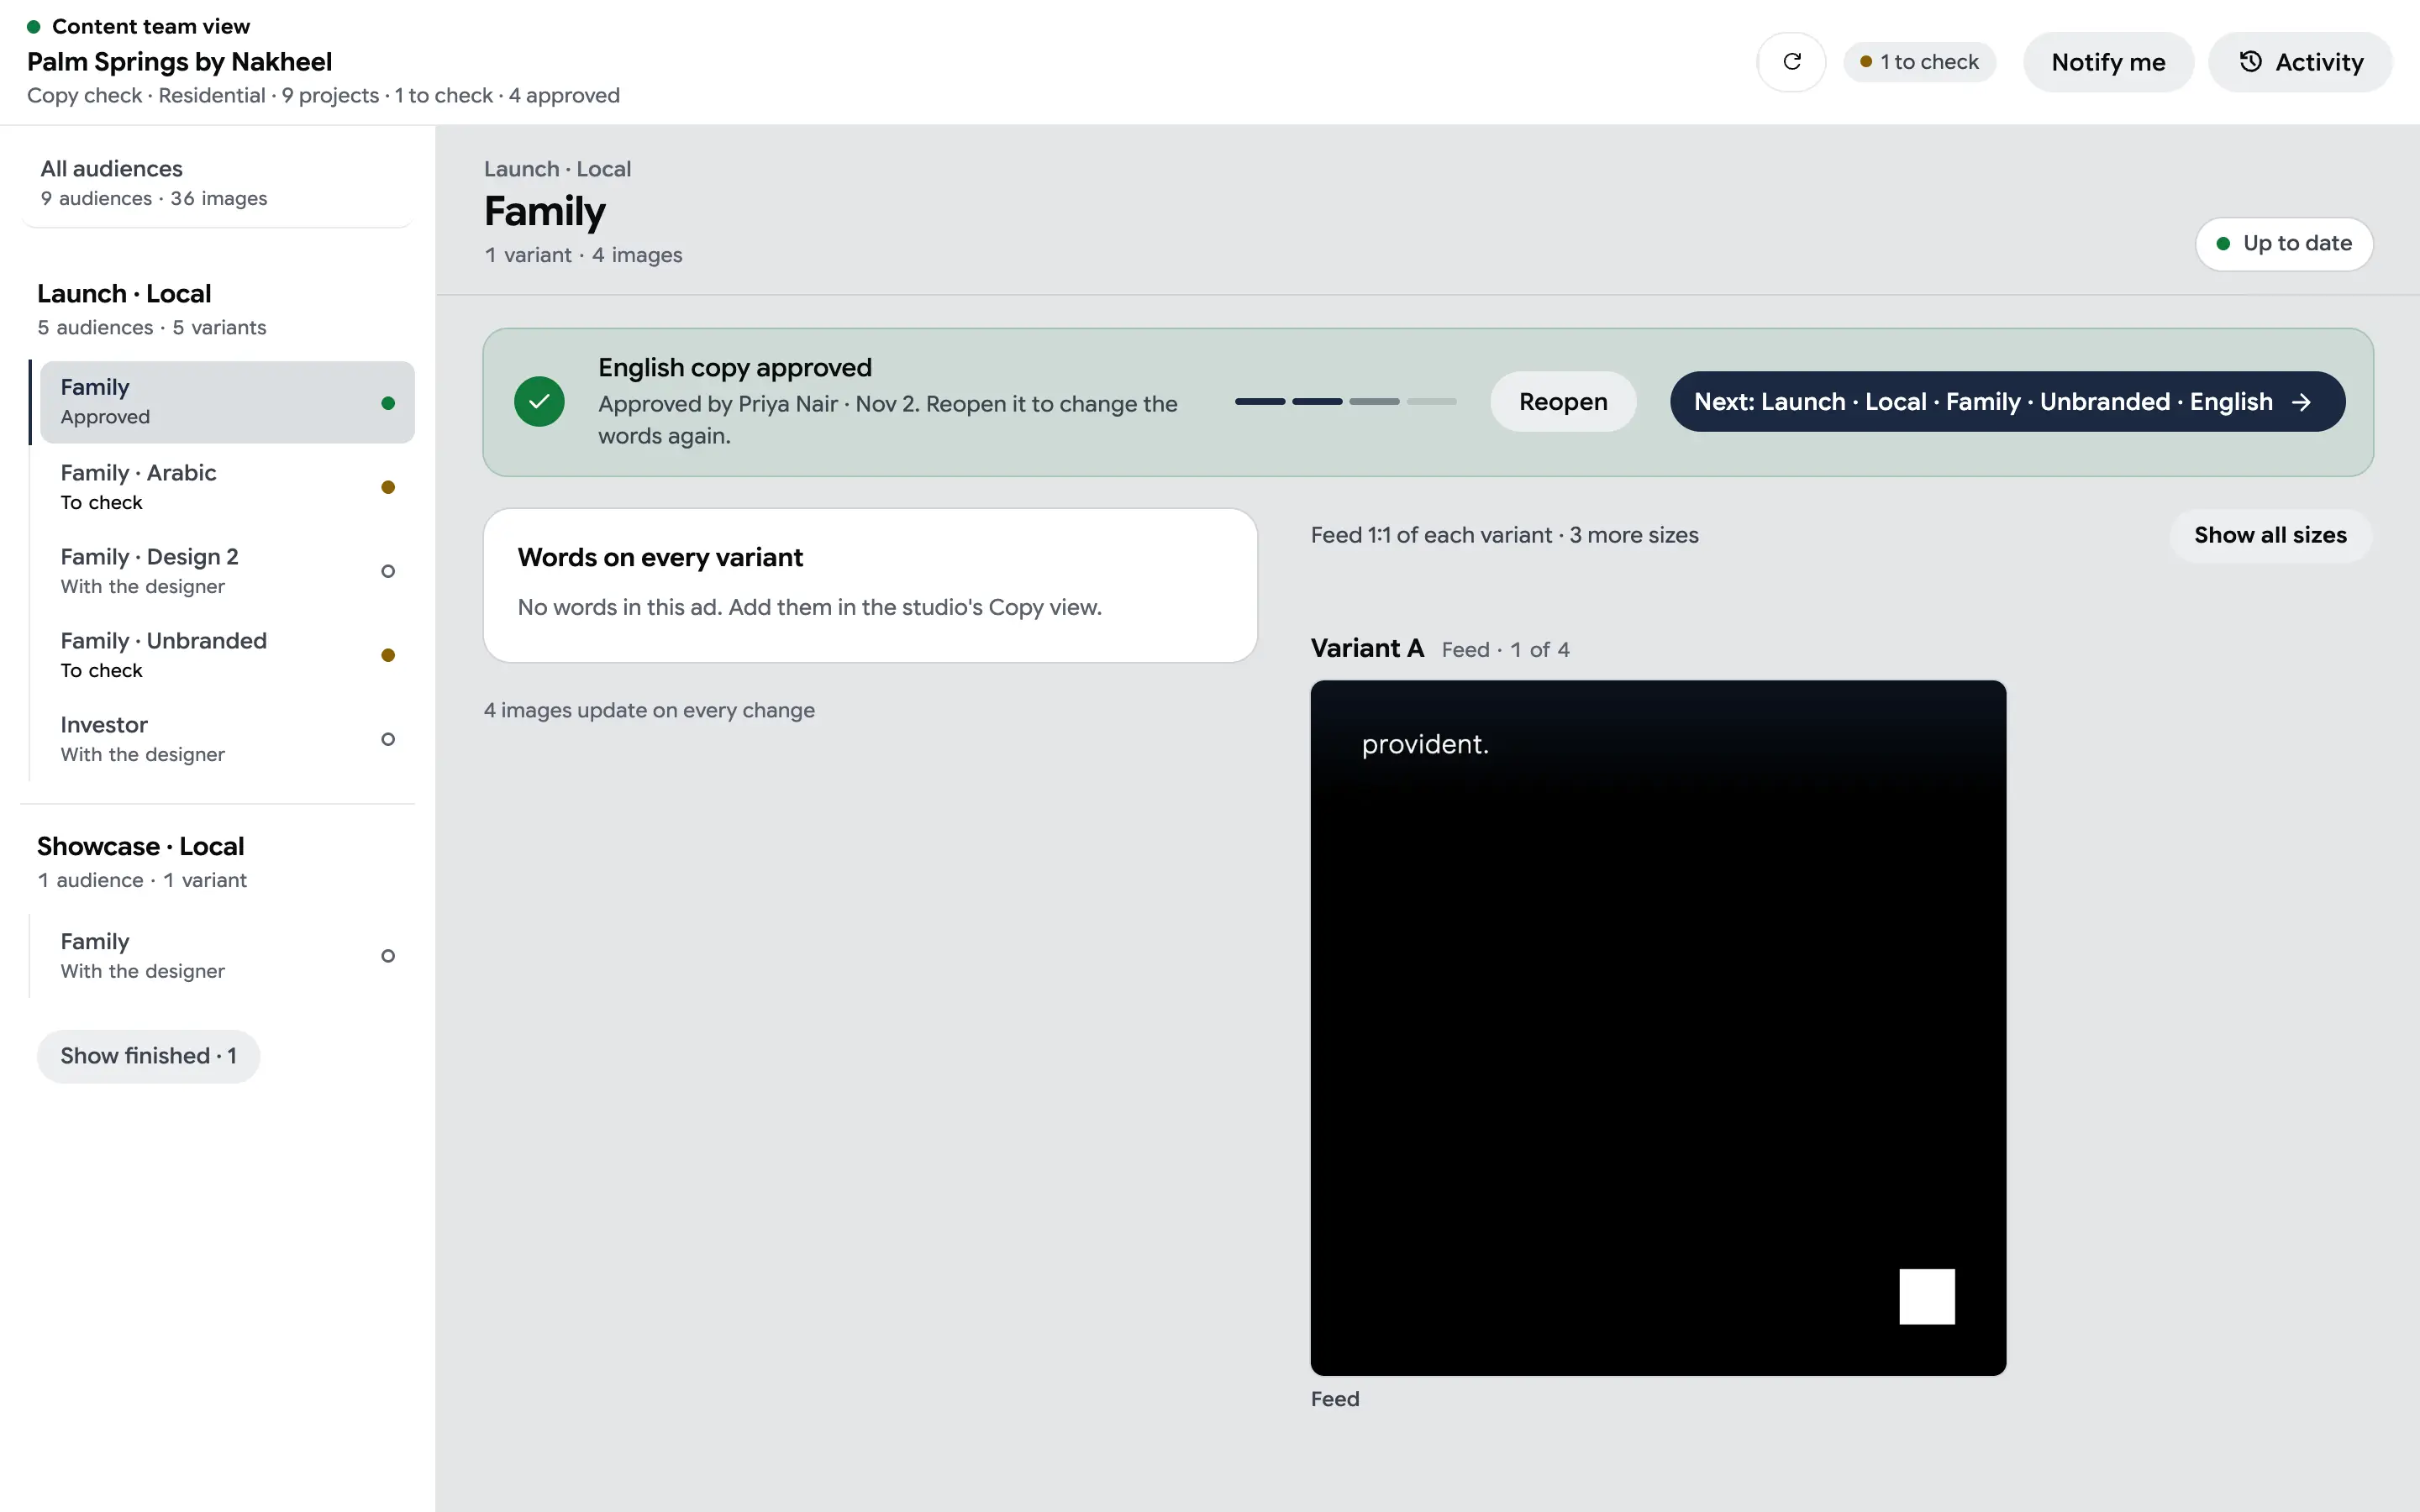 Content team view
Palm Springs by Nakheel
Copy check · Residential · 9 projects · 1 to check · 4 approved
1 to check
Notify me
Activity
All audiences
9 audiences · 36 images
Launch · Local
5 audiences · 5 variants
Family
Approved
Family · Arabic
To check
Family · Design 2
With the designer
Family · Unbranded
To check
Investor
With the designer
Showcase · Local
1 audience · 1 variant
Family
With the designer
Show finished · 1
Launch · Local
Family
1 variant · 4 images
Up to date
English copy approved
Approved by Priya Nair · Nov 2. Reopen it to change the
words again.
Reopen
Next: Launch · Local · Family · Unbranded · English
Words on every variant
No words in this ad. Add them in the studio's Copy view.
4 images update on every change
Feed 1:1 of each variant · 3 more sizes
Show all sizes
Variant A Feed · 1 of 4
provident.
Feed